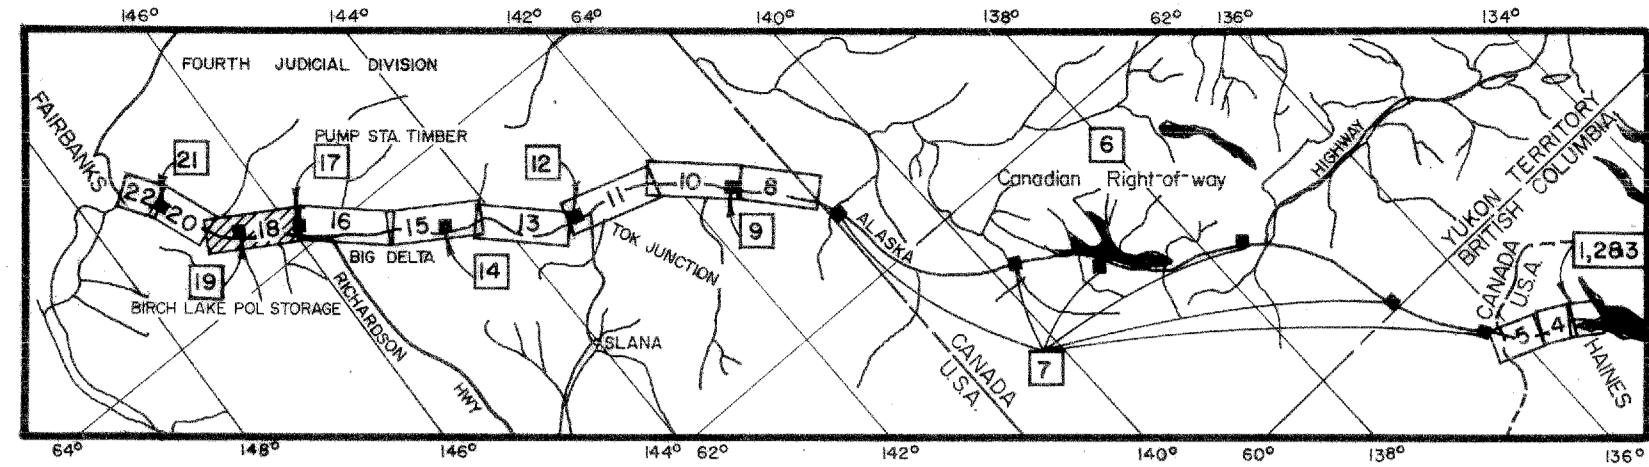 146° 144° 142° 64° 140° 138° 62° 136° 134°
FOURTH JUDICIAL DIVISION
FAIRBANKS
PUMP STA. TIMBER
21
17
12
6
22
20
18
16
15
13
11
10
8
Canadian Right-of-way
HIGHWAY
YUKON TERRITORY
BRITISH COLUMBIA
19
BIG DELTA
14
TOK JUNCTION
9
ALASKA
CANADA
U.S.A.
1,2&3
BIRCH LAKE POL STORAGE
RICHARDSON
HWY
SLANA
CANADA
U.S.A.
7
5
4
HAINES
64° 148° 146° 144° 62° 142° 140° 60° 138° 136°